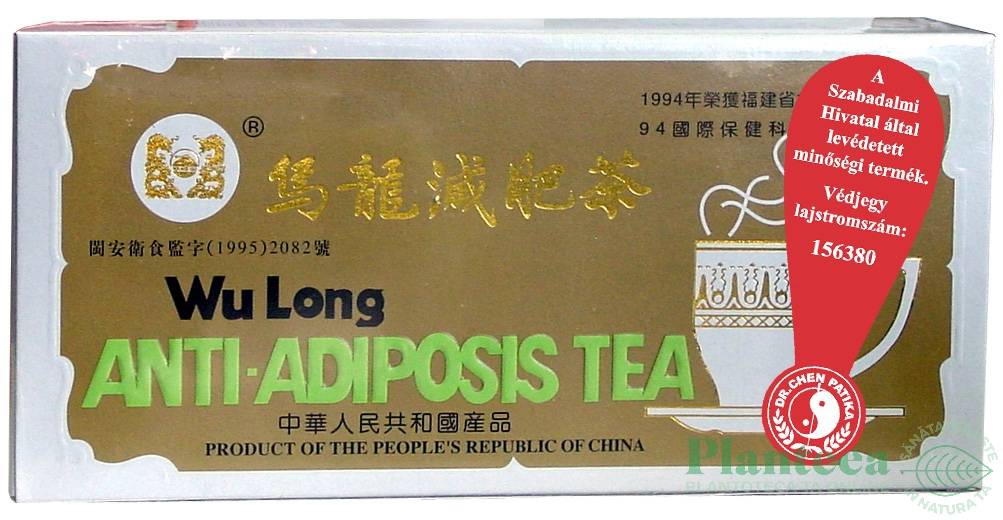 1994年榮獲福建省
94國際保健科
®
烏龍減肥茶
閩安衛食監字(1995)2082號
Wu Long
ANTI-ADIPOSIS TEA
中華人民共和國產品
PRODUCT OF THE PEOPLE'S REPUBLIC OF CHINA
A
Szabadalmi
Hivatal által
levédetett
minőségi termék.
Védjegy
lajstromszám:
156380
DR.CHEN PATIKA
Planteea